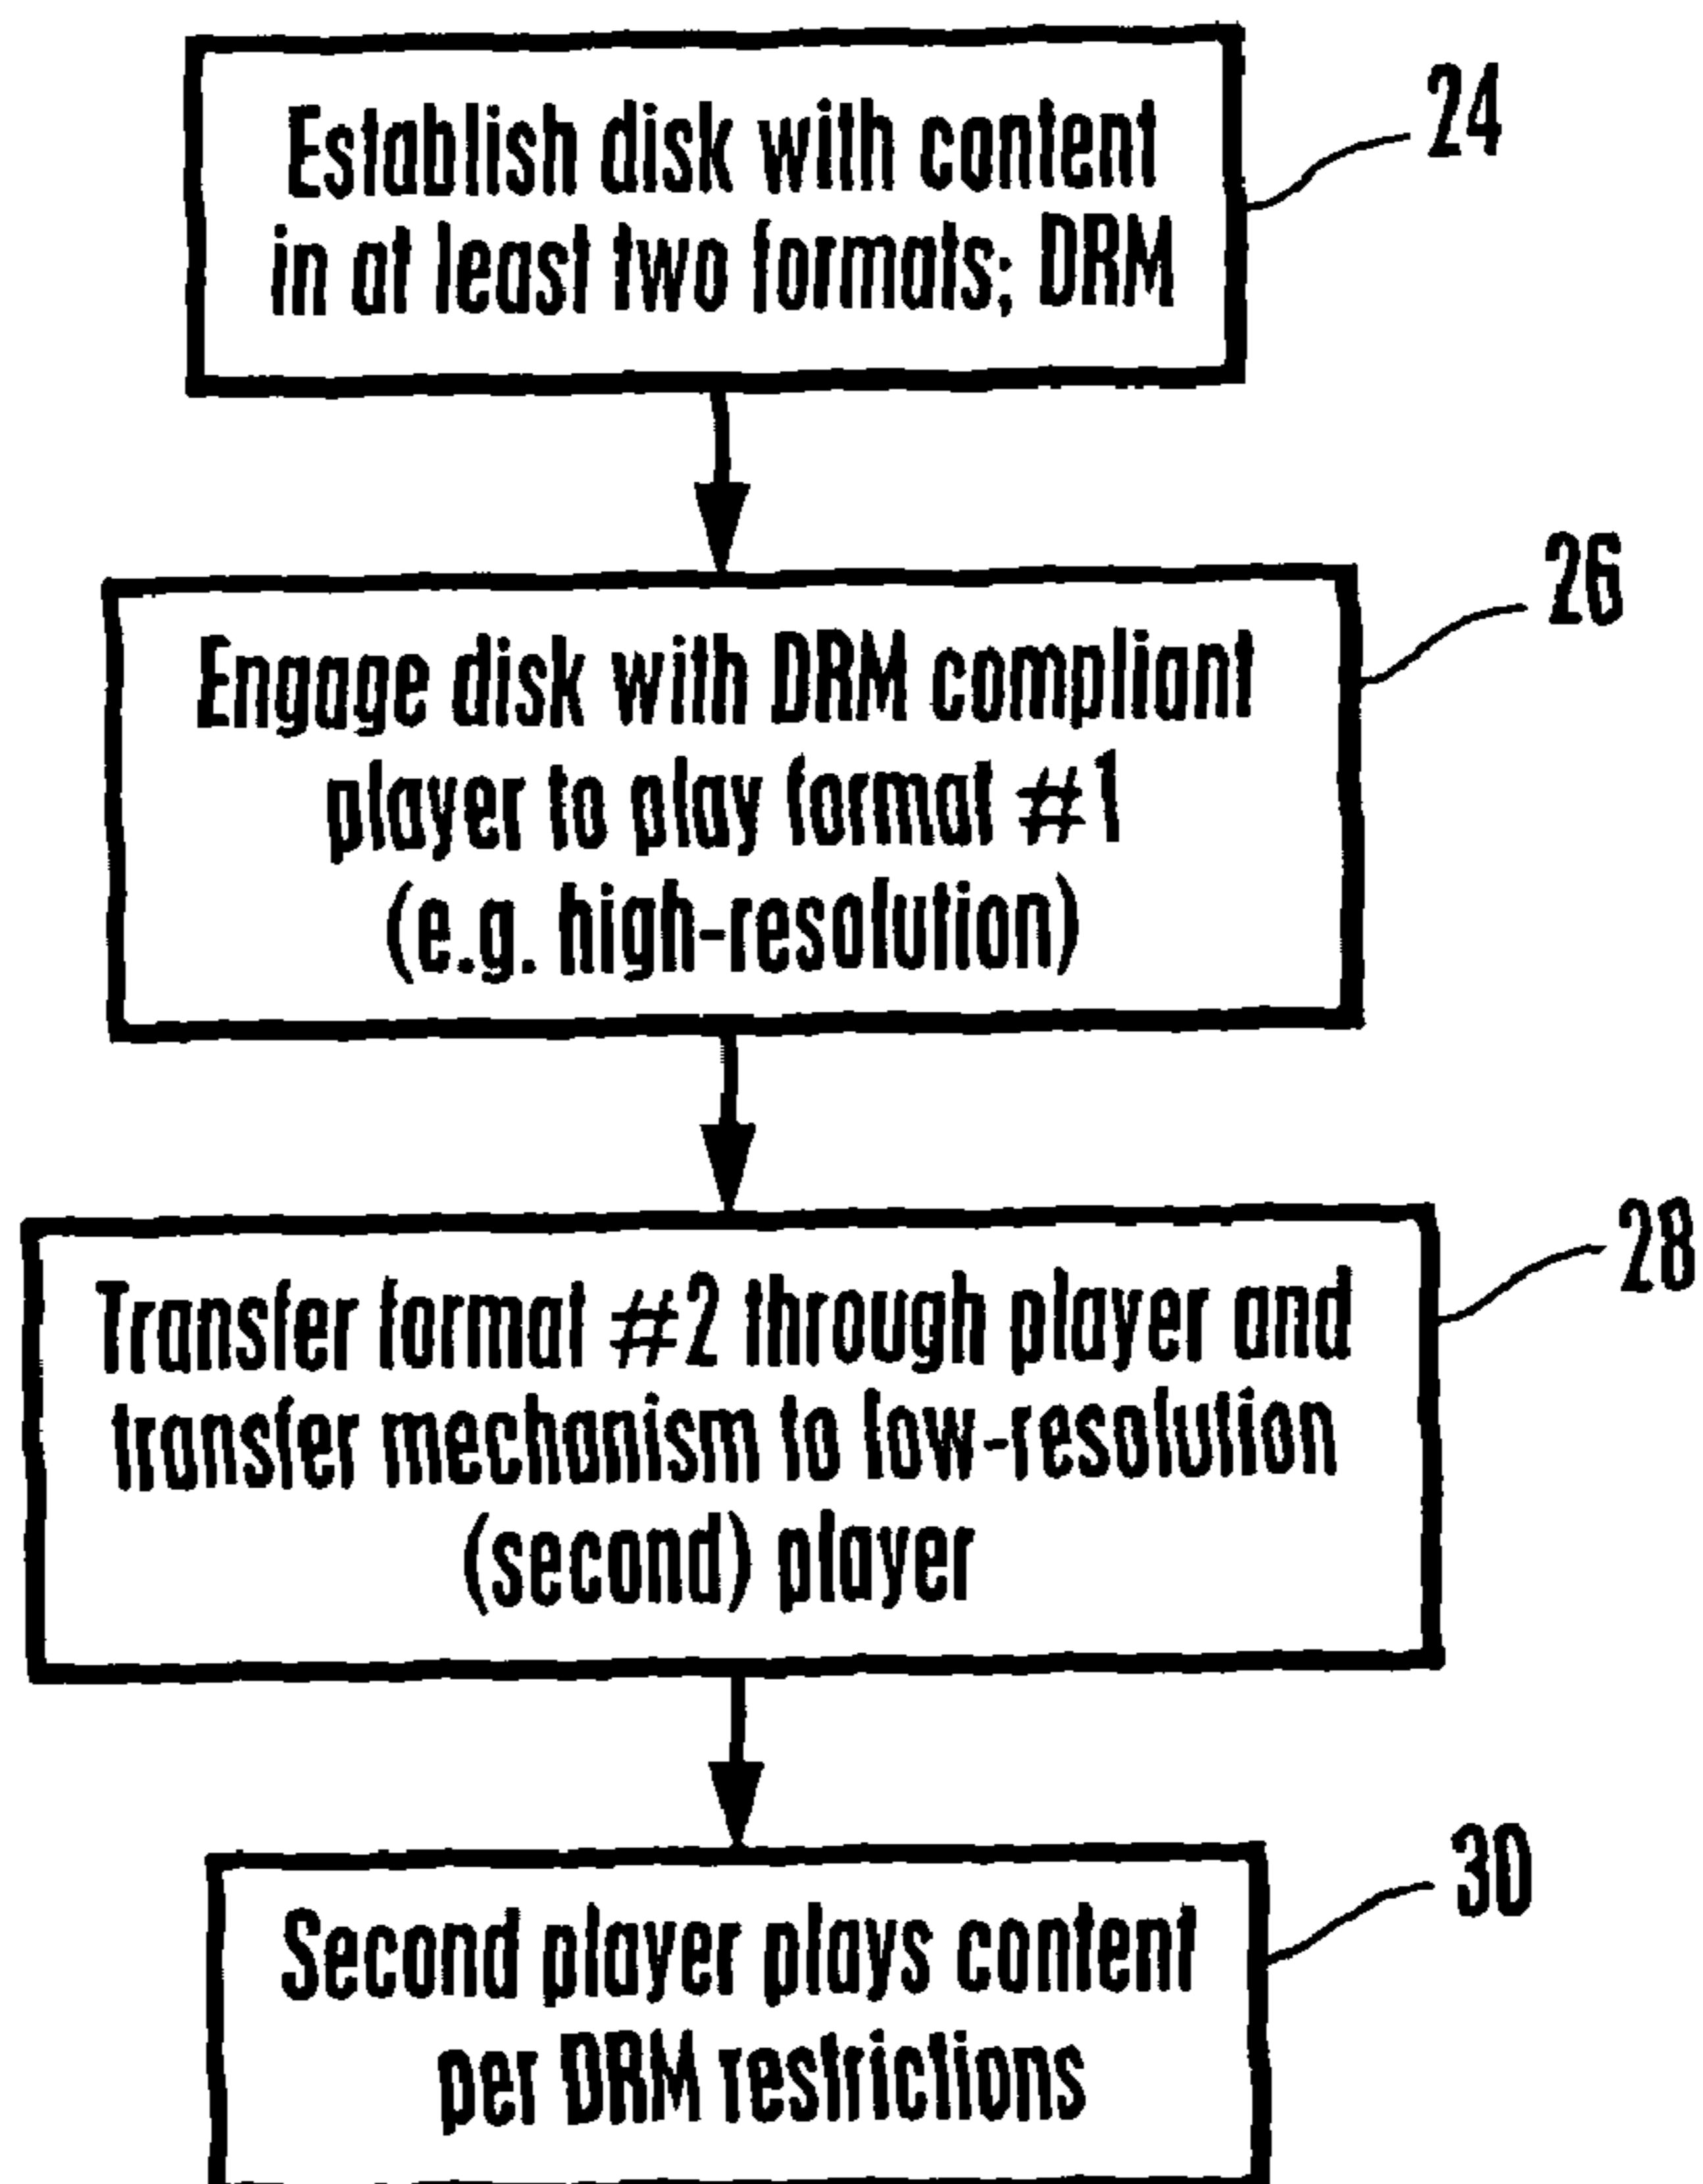 Establish disk with content
in at least two formats; DRM
24
Engage disk with DRM compliant
player to play format #1
(e.g. high-resolution)
26
Transfer format #2 through player and
transfer mechanism to low-resolution
(second) player
28
Second player plays content
per DRM restrictions
30